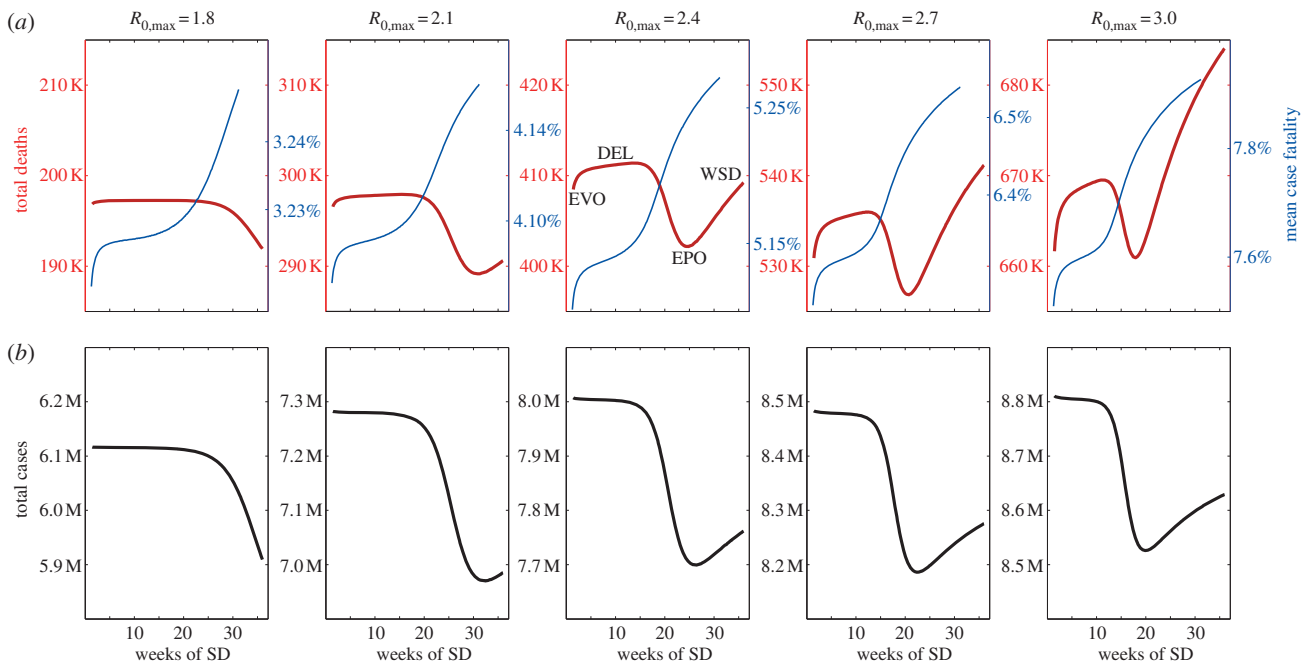 (a)
R0,max = 1.8
R0,max = 2.1
R0,max = 2.4
R0,max = 2.7
R0,max = 3.0
total deaths
210 K
200 K
190 K
3.24%
3.23%
310 K
300 K
290 K
4.14%
4.10%
420 K
410 K
400 K
DEL
EVO
WSD
EPO
5.25%
5.15%
550 K
540 K
530 K
6.5%
6.4%
680 K
670 K
660 K
7.8%
7.6%
mean case fatality
(b)
total cases
6.2 M
6.1 M
6.0 M
5.9 M
7.3 M
7.2 M
7.1 M
7.0 M
8.0 M
7.9 M
7.8 M
7.7 M
8.5 M
8.4 M
8.3 M
8.2 M
8.8 M
8.7 M
8.6 M
8.5 M
10 20 30
10 20 30
10 20 30
10 20 30
10 20 30
weeks of SD
weeks of SD
weeks of SD
weeks of SD
weeks of SD